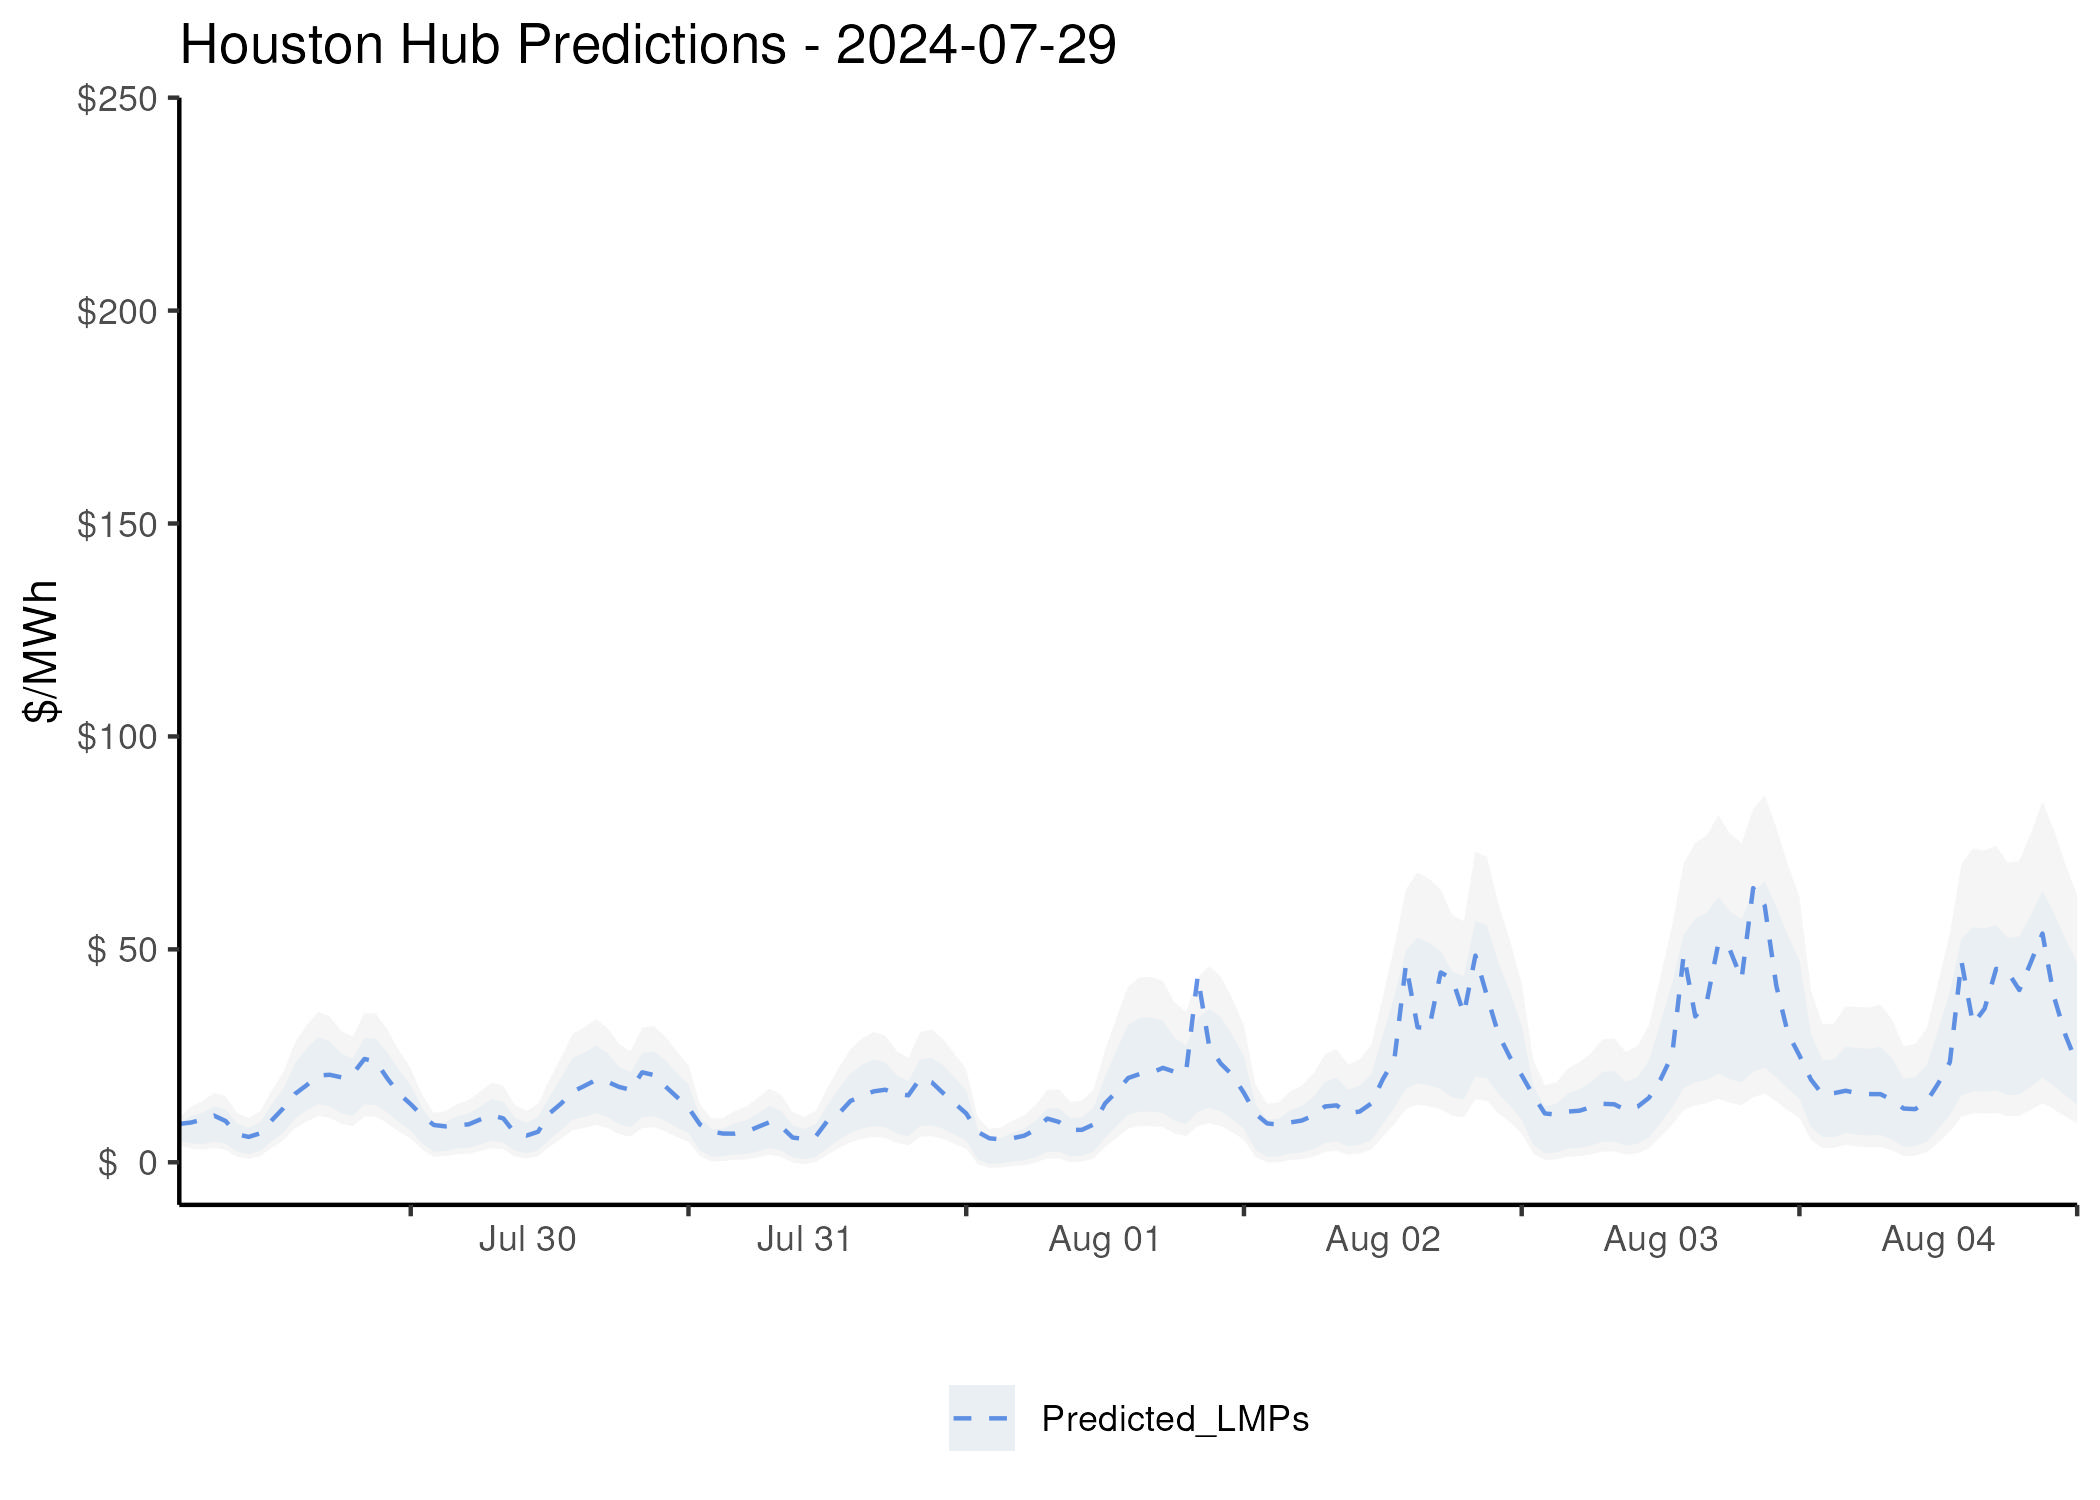 Houston Hub Predictions - 2024-07-29
$250
$200
$150
$100
$ 50
$  0
$/MWh
Jul 30
Jul 31
Aug 01
Aug 02
Aug 03
Aug 04
Predicted_LMPs